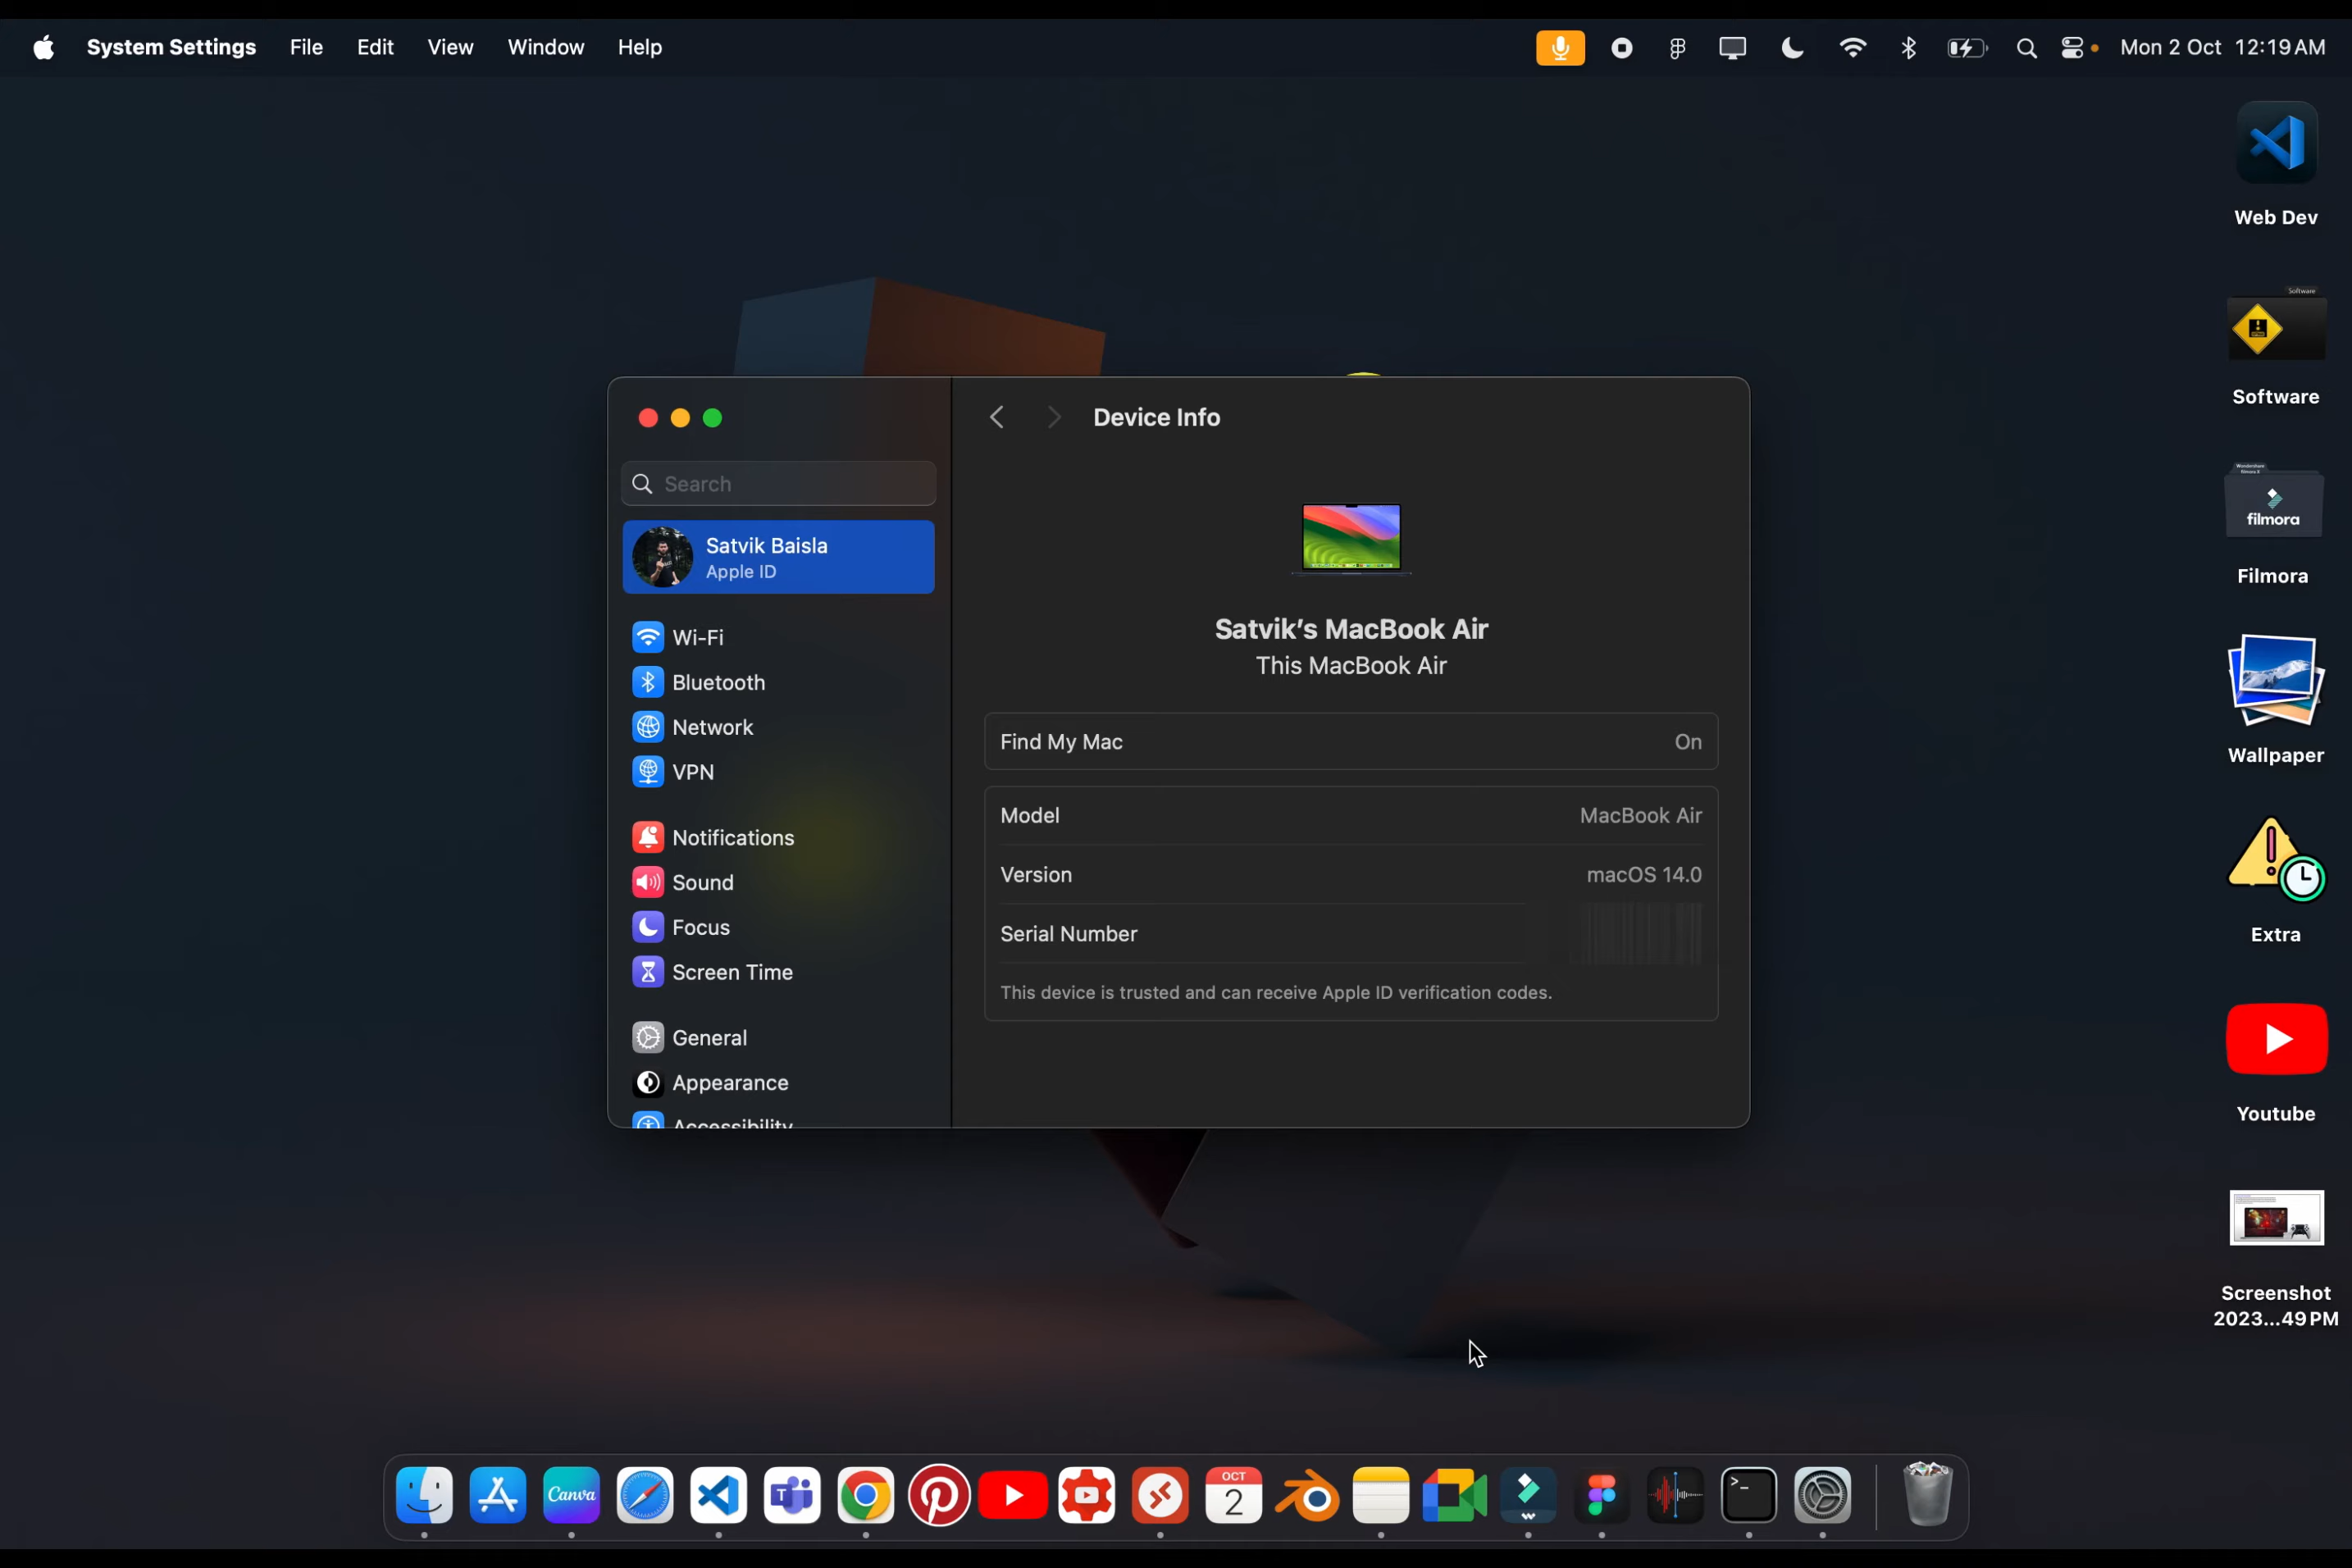 System Settings File Edit View Window Help
Mon 2 Oct 12:19 AM
Web Dev
Software
Software
filmora
Filmora
Wallpaper
Extra
Youtube
Screenshot
2023...49 PM
Device Info
Search
Satvik Baisla
Apple ID
Wi-Fi
Bluetooth
Network
VPN
Notifications
Sound
Focus
Screen Time
General
Appearance
Accessibility
Satvik’s MacBook Air
This MacBook Air
Find My Mac On
Model MacBook Air
Version macOS 14.0
Serial Number
This device is trusted and can receive Apple ID verification codes.
Canva
T
OCT
2